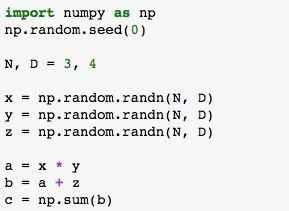 import numpy as np
np.random.seed(0)
N, D = 3, 4
x = np.random.randn(N, D)
y = np.random.randn(N, D)
z = np.random.randn(N, D)
a = x * y
b = a + z
c = np.sum(b)